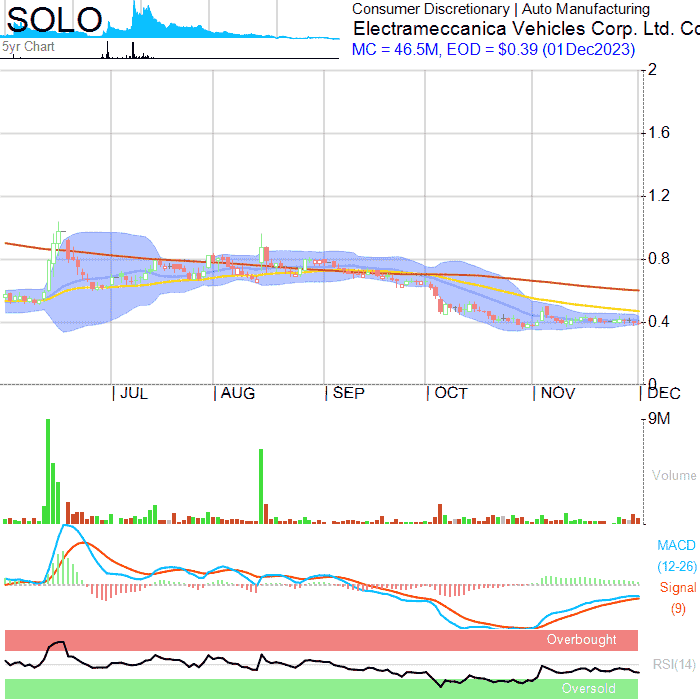 SOLO
5yr Chart
Consumer Discretionary | Auto Manufacturing
Electrameccanica Vehicles Corp. Ltd. Co
MC = 46.5M, EOD = $0.39 (01Dec2023)
2
1.6
1.2
0.8
0.4
0
JUL AUG SEP OCT NOV DEC
9M
Volume
MACD
(12-26)
Signal
(9)
Overbought
RSI(14)
Oversold